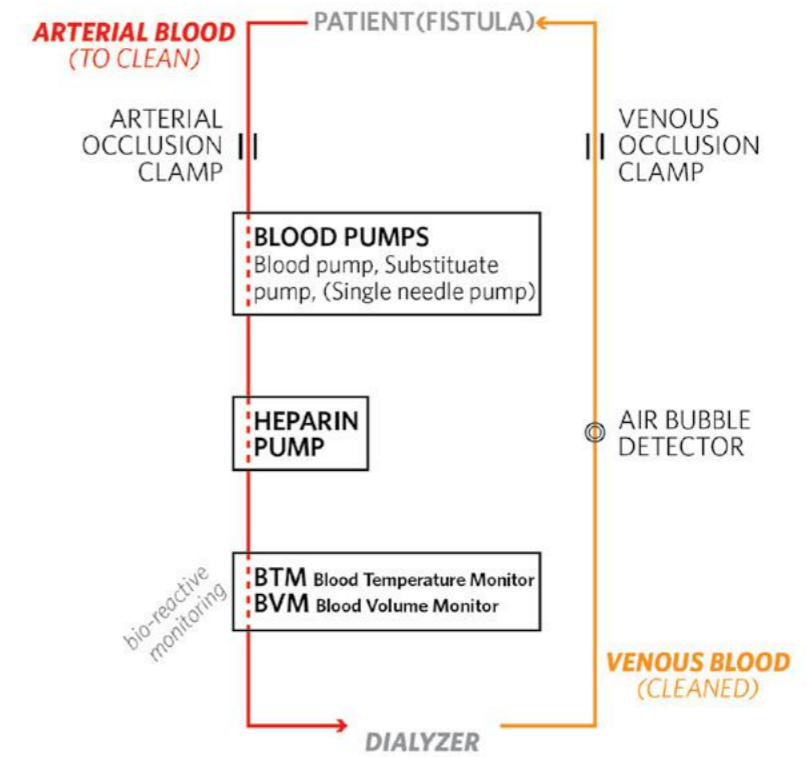 PATIENT(FISTULA)
ARTERIAL BLOOD
(TO CLEAN)
ARTERIAL
OCCLUSION
CLAMP
VENOUS
OCCLUSION
CLAMP
BLOOD PUMPS
Blood pump, Substituate
pump, (Single needle pump)
HEPARIN
PUMP
AIR BUBBLE
DETECTOR
bio-reactive
monitoring
BTM Blood Temperature Monitor
BVM Blood Volume Monitor
VENOUS BLOOD
(CLEANED)
DIALYZER